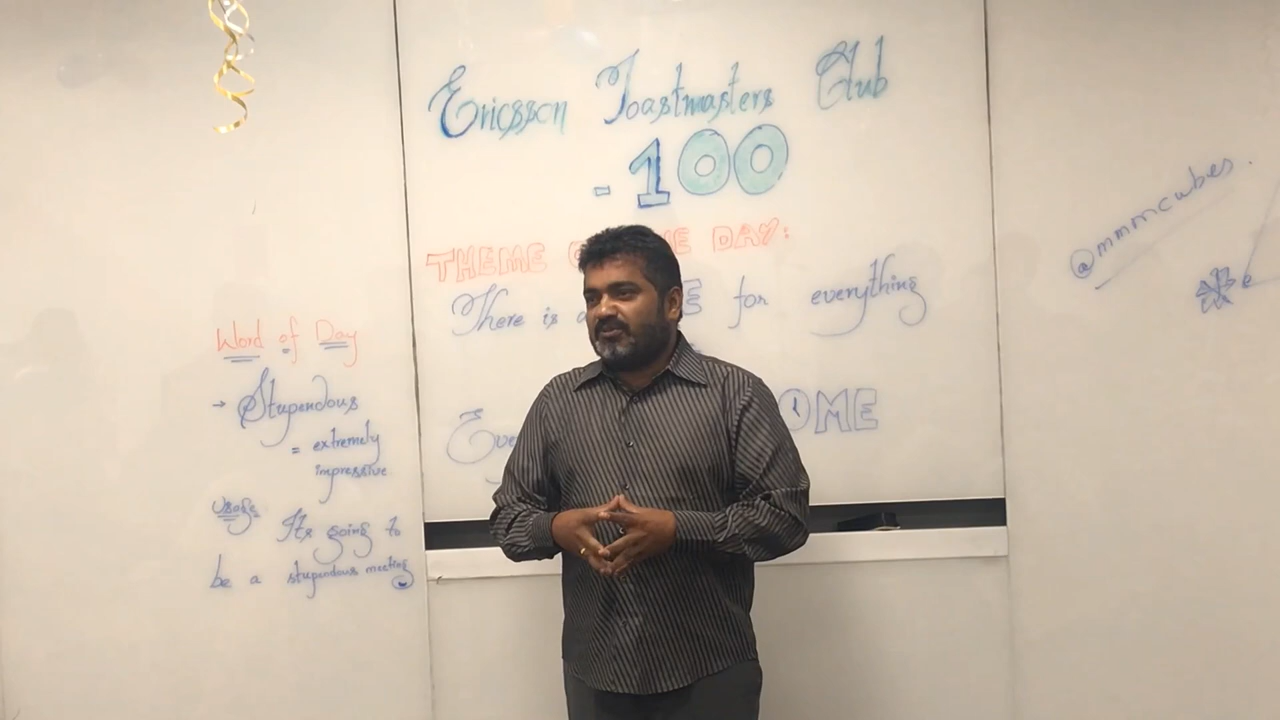 Ericsson Toastmasters Club
- 100
THEME DAY:
There is a for everything
OME
Word of Day
→ Stupendous
= extremely
impressive
Usage Its going to
be a stupendous meeting
@mmmcubes.